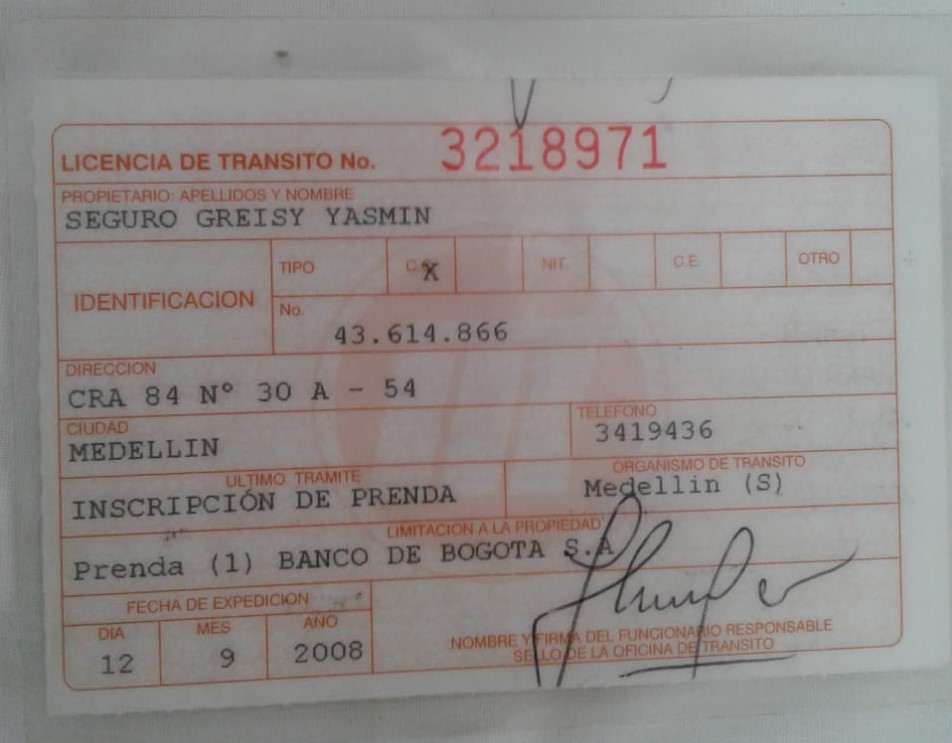 LICENCIA DE TRANSITO No. 3218971
PROPIETARIO: APELLIDOS Y NOMBRE
SEGURO GREISY YASMIN
IDENTIFICACION
TIPO C.C. X NIT. C.E. OTRO
No.
43.614.866
DIRECCION
CRA 84 Nº 30 A - 54
CIUDAD
MEDELLIN
TELEFONO
3419436
ULTIMO TRAMITE
INSCRIPCIÓN DE PRENDA
ORGANISMO DE TRANSITO
Medellin (S)
LIMITACION A LA PROPIEDAD
Prenda (1) BANCO DE BOGOTA S.A
FECHA DE EXPEDICION
DIA MES AÑO
12 9 2008
NOMBRE Y FIRMA DEL FUNCIONARIO RESPONSABLE
SELLO DE LA OFICINA DE TRANSITO